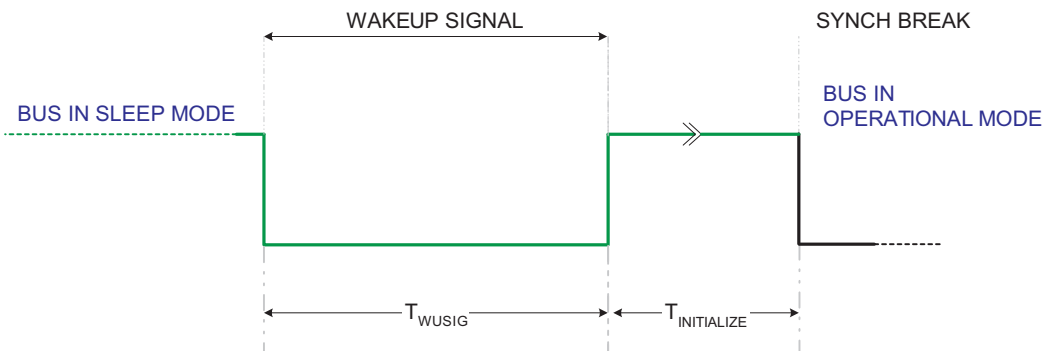 WAKEUP SIGNAL
SYNCH BREAK
BUS IN SLEEP MODE
BUS IN
OPERATIONAL MODE
TWUSIG
TINITIALIZE